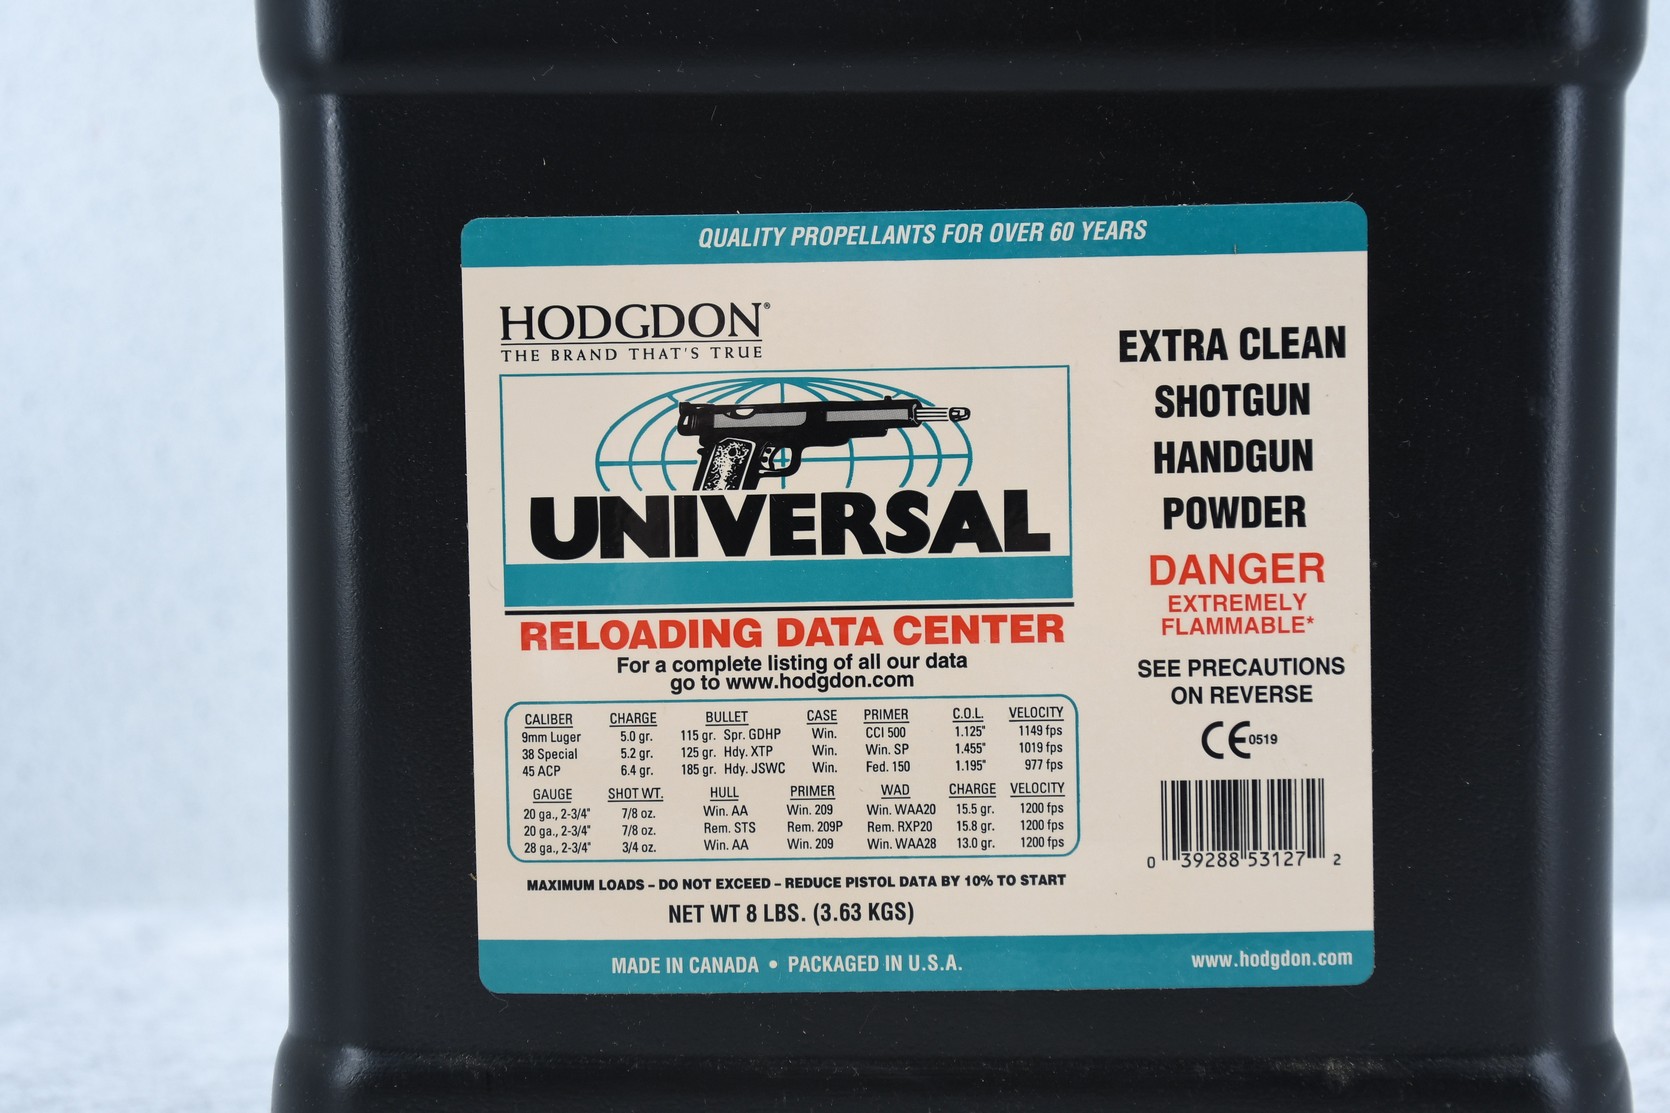 QUALITY PROPELLANTS FOR OVER 60 YEARS
HODGDON®
THE BRAND THAT'S TRUE
UNIVERSAL
RELOADING DATA CENTER
For a complete listing of all our data
go to www.hodgdon.com
CALIBER CHARGE BULLET CASE PRIMER C.O.L. VELOCITY
9mm Luger 5.0 gr. 115 gr. Spr. GDHP Win. CCI 500 1.125" 1149 fps
38 Special 5.2 gr. 125 gr. Hdy. XTP Win. Win. SP 1.455" 1019 fps
45 ACP 6.4 gr. 185 gr. Hdy. JSWC Win. Fed. 150 1.195" 977 fps
GAUGE SHOT WT. HULL PRIMER WAD CHARGE VELOCITY
20 ga., 2-3/4" 7/8 oz. Win. AA Win. 209 Win. WAA20 15.5 gr. 1200 fps
20 ga., 2-3/4" 7/8 oz. Rem. STS Rem. 209P Rem. RXP20 15.8 gr. 1200 fps
28 ga., 2-3/4" 3/4 oz. Win. AA Win. 209 Win. WAA28 13.0 gr. 1200 fps
MAXIMUM LOADS – DO NOT EXCEED – REDUCE PISTOL DATA BY 10% TO START
NET WT 8 LBS. (3.63 KGS)
EXTRA CLEAN
SHOTGUN
HANDGUN
POWDER
DANGER
EXTREMELY
FLAMMABLE*
SEE PRECAUTIONS
ON REVERSE
CE 0519
0 39288 53127 2
MADE IN CANADA • PACKAGED IN U.S.A.
www.hodgdon.com